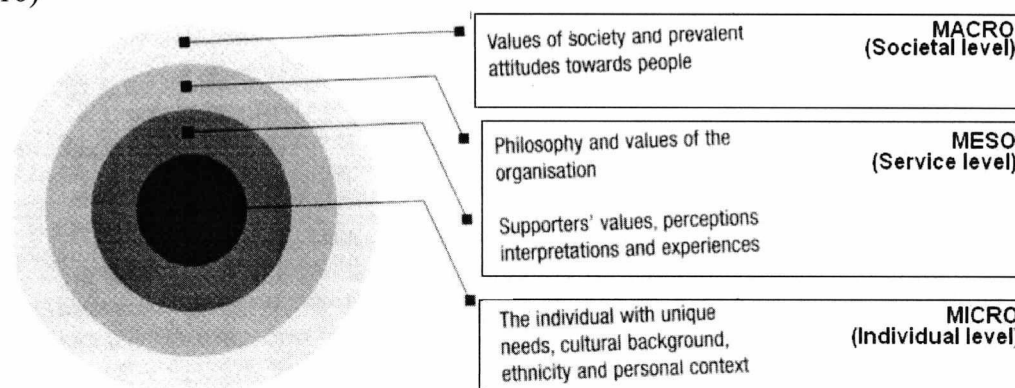 Values of society and prevalent
attitudes towards people
MACRO
(Societal level)
Philosophy and values of the
organisation
MESO
(Service level)
Supporters' values, perceptions
interpretations and experiences
The individual with unique
needs, cultural background,
ethnicity and personal context
MICRO
(Individual level)